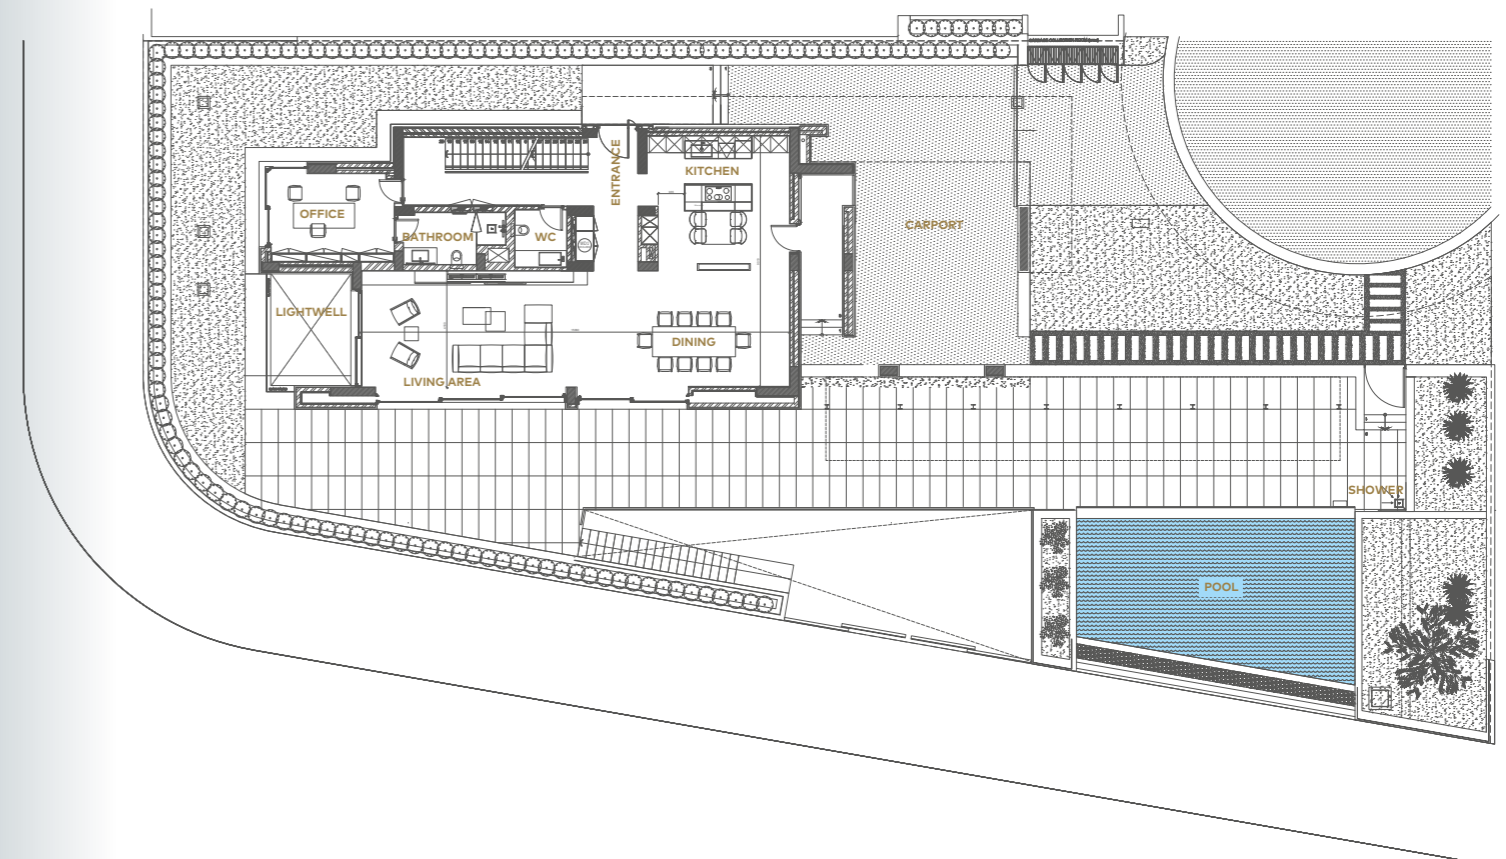 ENTRANCE
KITCHEN
OFFICE
CARPORT
BATHROOM
WC
LIGHTWELL
DINING
LIVING AREA
SHOWER
POOL